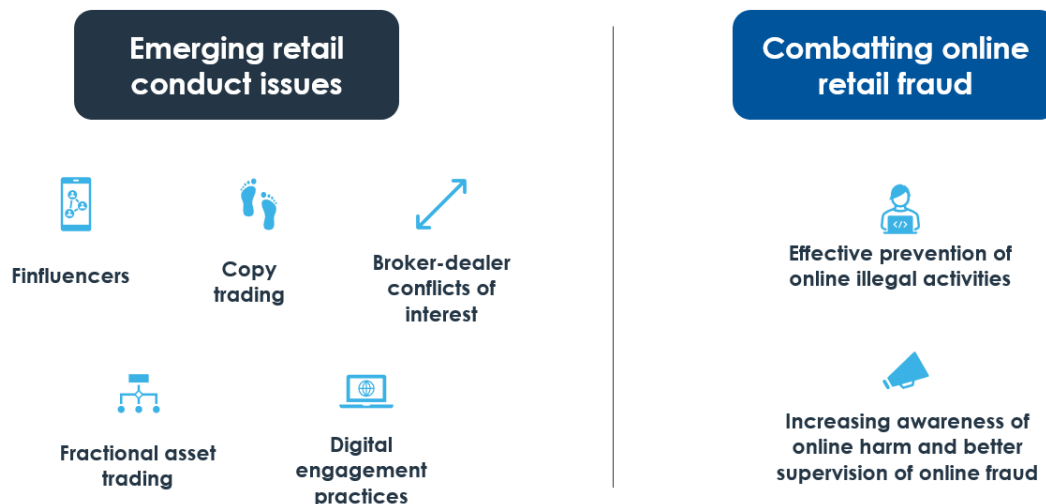 Emerging retail
conduct issues
Finfluencers
Copy
trading
Broker-dealer
conflicts of
interest
Fractional asset
trading
Digital
engagement
practices
Combatting online
retail fraud
</>
Effective prevention of
online illegal activities
Increasing awareness of
online harm and better
supervision of online fraud